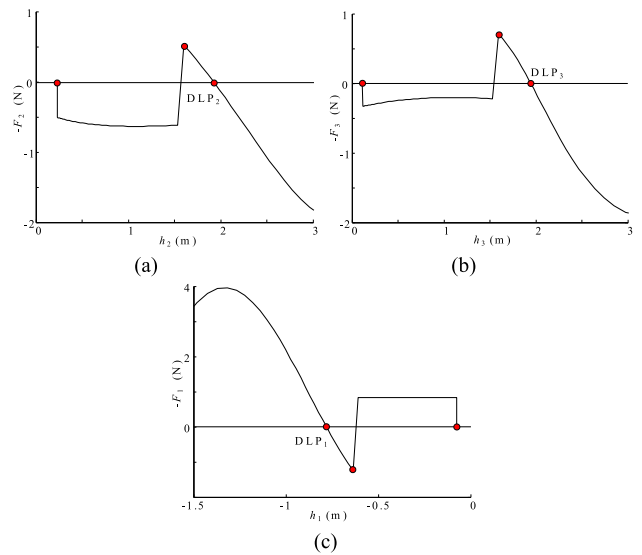 1
0
-1
-2
-F2 (N)
DLP2
0 1 2 3
h2 (m)
(a)
1
0
-1
-2
-F3 (N)
DLP3
0 1 2 3
h3 (m)
(b)
4
2
0
-F1 (N)
DLP1
-1.5 -1 -0.5 0
h1 (m)
(c)